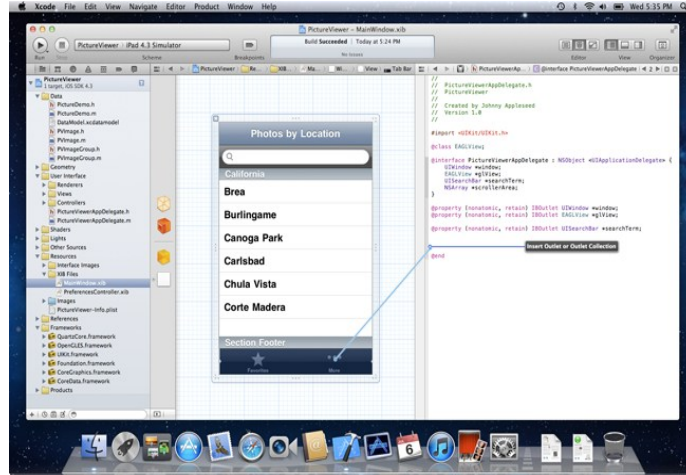 Xcode File Edit View Navigate Editor Product Window Help
Wed 5:35 PM
PictureViewer - MainWindow.xib
PictureViewer iPad 4.3 Simulator
Build Succeeded Today at 5:24 PM
No Issues
Run
Scheme
Breakpoints
Editor
View
Organizer
PictureViewer
View
Tab Bar
@interface PictureViewerAppDelegate
PictureViewer
1 target, iOS SDK 4.3
Data
PictureDemo.h
PictureDemo.m
DataModel.xcdatamodel
PVImage.h
PVImage.m
PVImageGroup.h
PVImageGroup.m
Geometry
User Interface
Renderers
Views
Controllers
PictureViewerAppDelegate.h
PictureViewerAppDelegate.m
Shaders
Lights
Other Sources
Resources
Interface Images
XIB Files
MainWindow.xib
PreferencesController.xib
Images
PictureViewer-Info.plist
References
Frameworks
QuartzCore.framework
OpenGLES.framework
UIKit.framework
Foundation.framework
CoreGraphics.framework
CoreData.framework
Products
Photos by Location
California
Brea
Burlingame
Canoga Park
Carlsbad
Chula Vista
Corte Madera
Section Footer
Favorites
More
//
// PictureViewerAppDelegate.h
// PictureViewer
//
// Created by Johnny Appleseed
// Version 1.0
//
#import <UIKit/UIKit.h>
@class EAGLView;
@interface PictureViewerAppDelegate : NSObject <UIApplicationDelegate> {
UIWindow *window;
EAGLView *glView;
UISearchBar *searchTerm;
NSArray *scrollerArea;
}
@property (nonatomic, retain) IBOutlet UIWindow *window;
@property (nonatomic, retain) IBOutlet EAGLView *glView;
@property (nonatomic, retain) IBOutlet UISearchBar *searchTerm;
Insert Outlet or Outlet Collection
@end
6